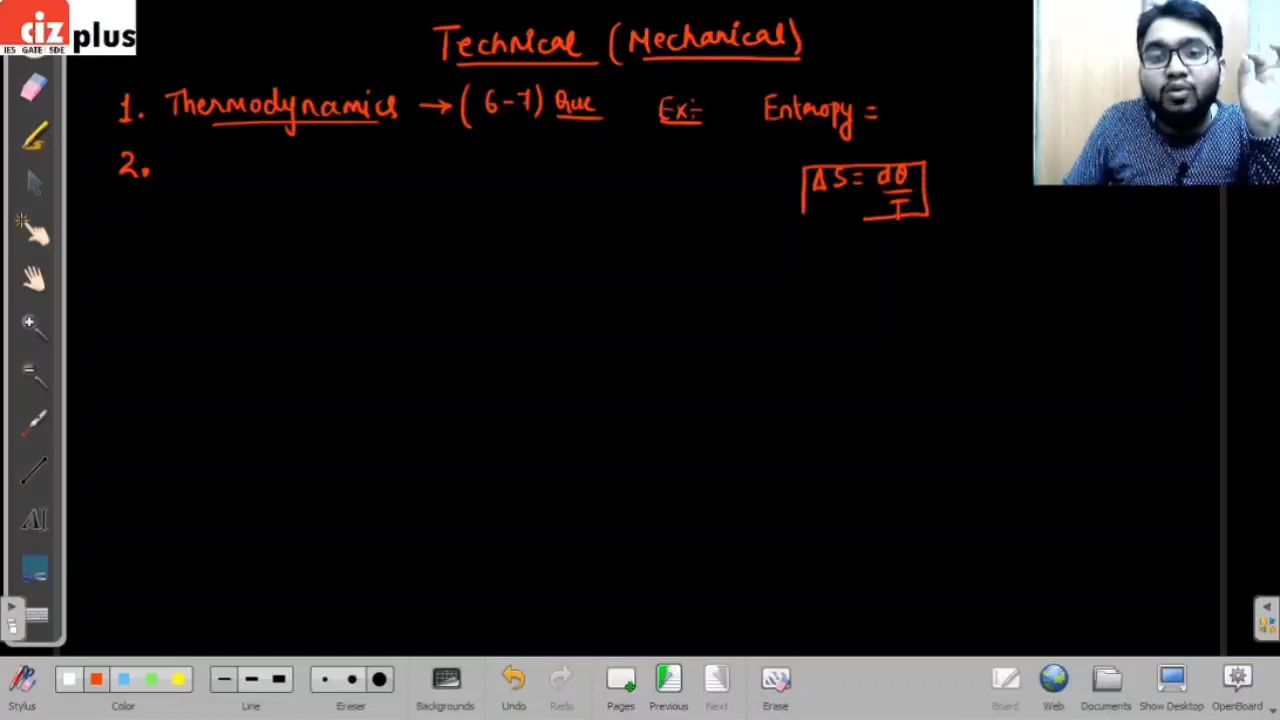 ciz plus
IES GATE SDE
Technical (Mechanical)
1. Thermodynamics → (6-7) Que Ex:- Entropy =
2.
ΔS = dθ/T
AI
Stylus
Color
Line
Eraser
Backgrounds
Undo
Redo
Pages
Previous
Next
Erase
Board
Web
Documents
Show Desktop
OpenBoard